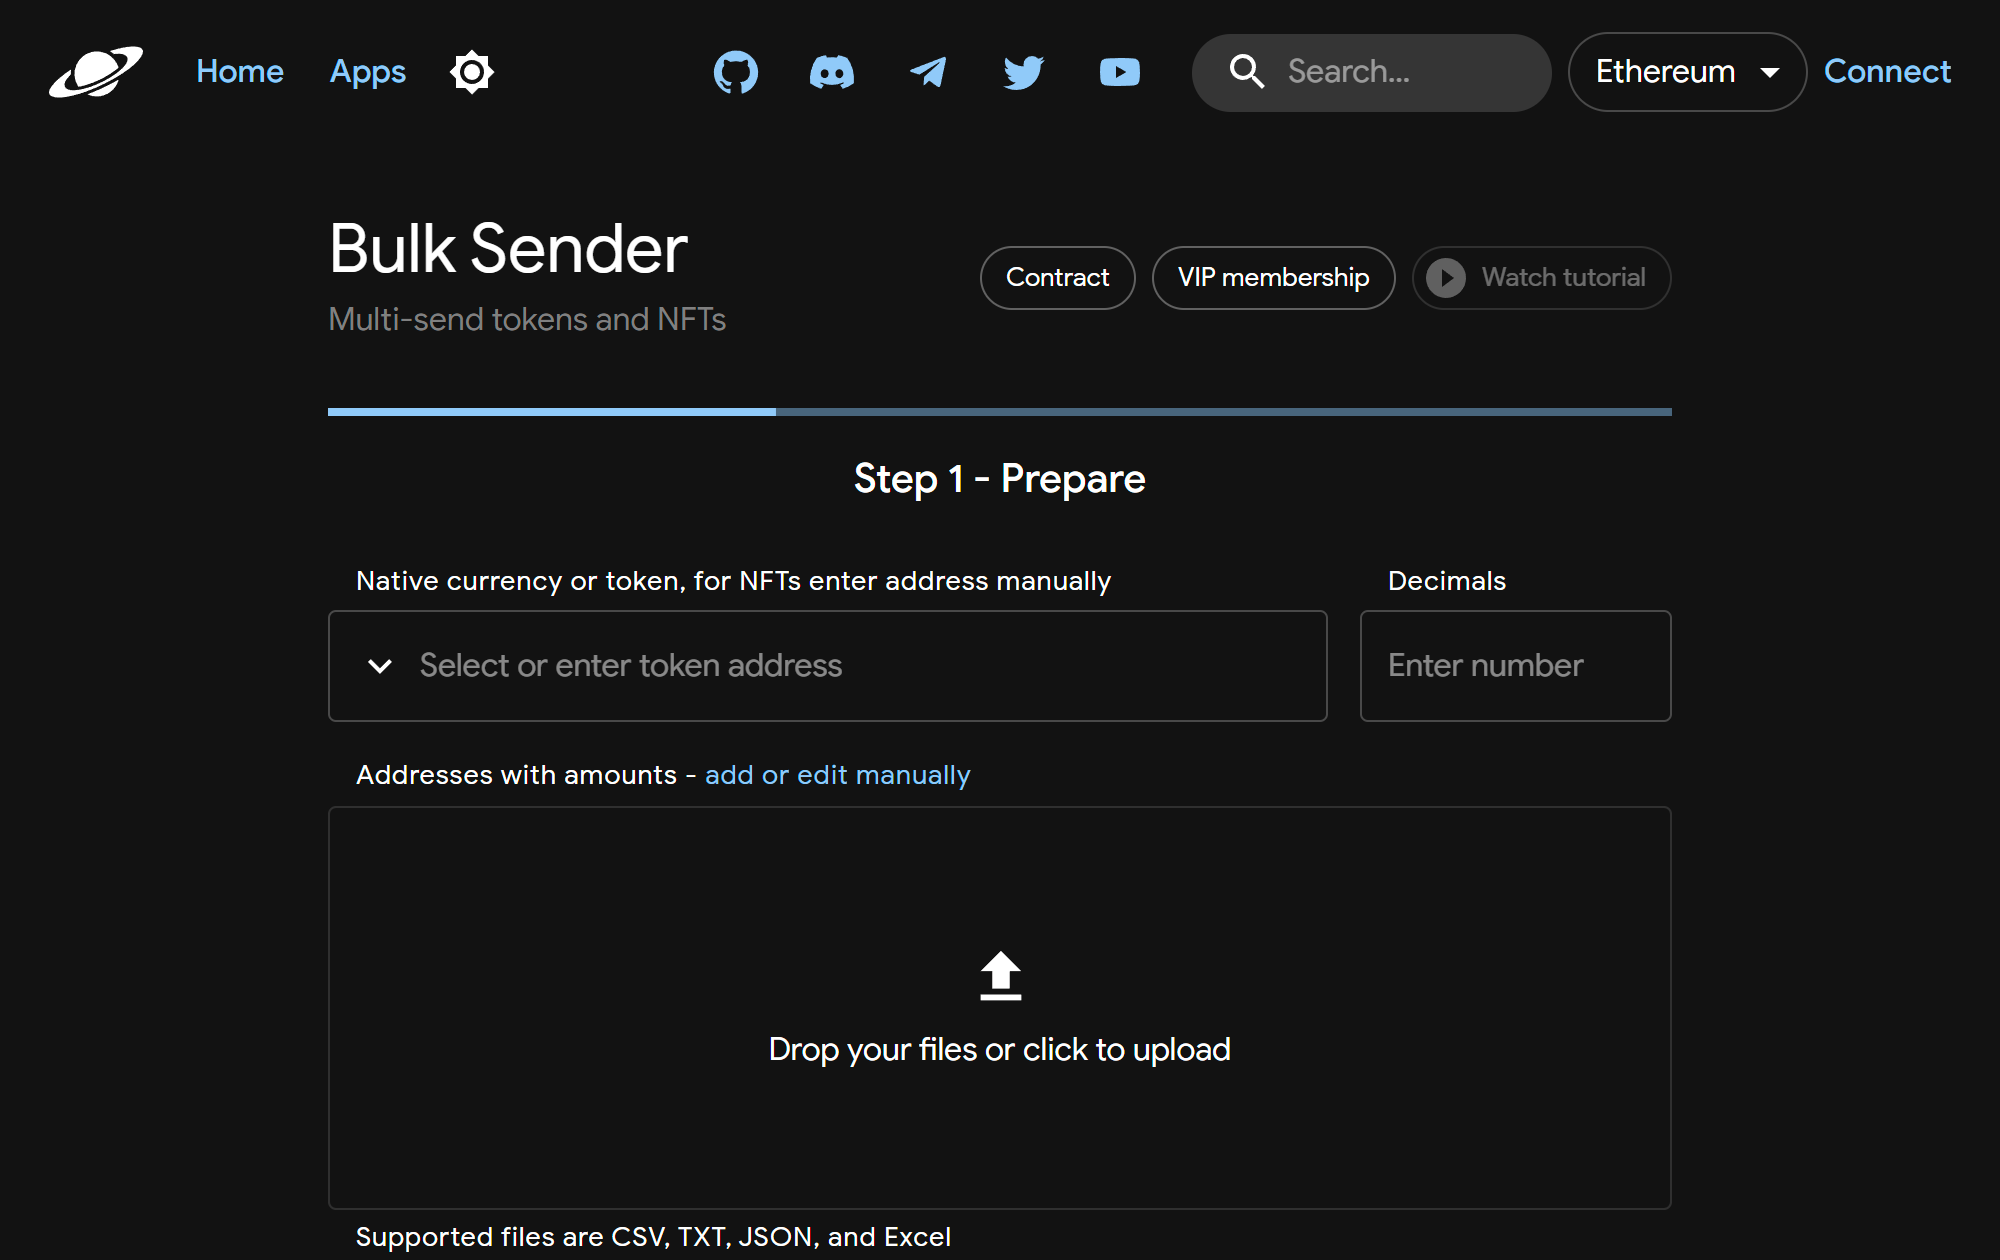 Home
Apps
Search...
Ethereum
Connect
Bulk Sender
Multi-send tokens and NFTs
Contract
VIP membership
Watch tutorial
Step 1 - Prepare
Native currency or token, for NFTs enter address manually
Decimals
Select or enter token address
Enter number
Addresses with amounts - add or edit manually
Drop your files or click to upload
Supported files are CSV, TXT, JSON, and Excel